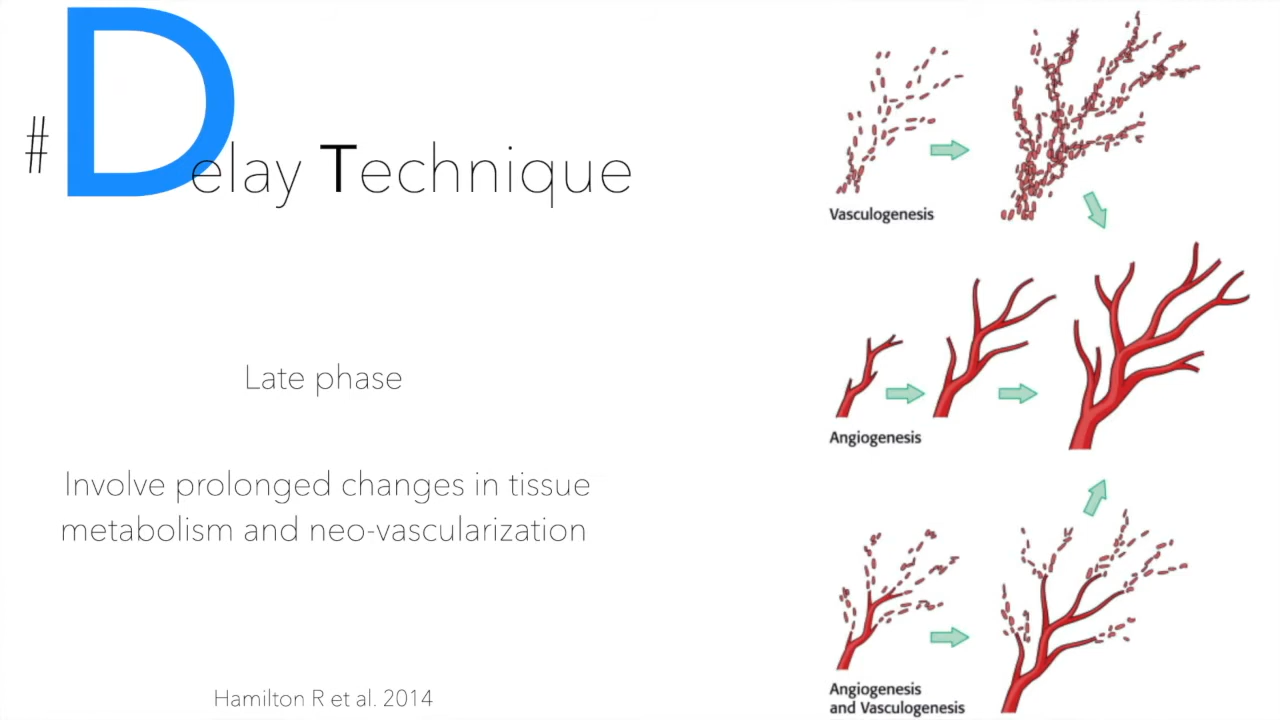 #Delay Technique
Late phase
Involve prolonged changes in tissue
metabolism and neo-vascularization
Hamilton R et al. 2014
Vasculogenesis
Angiogenesis
Angiogenesis
and Vasculogenesis